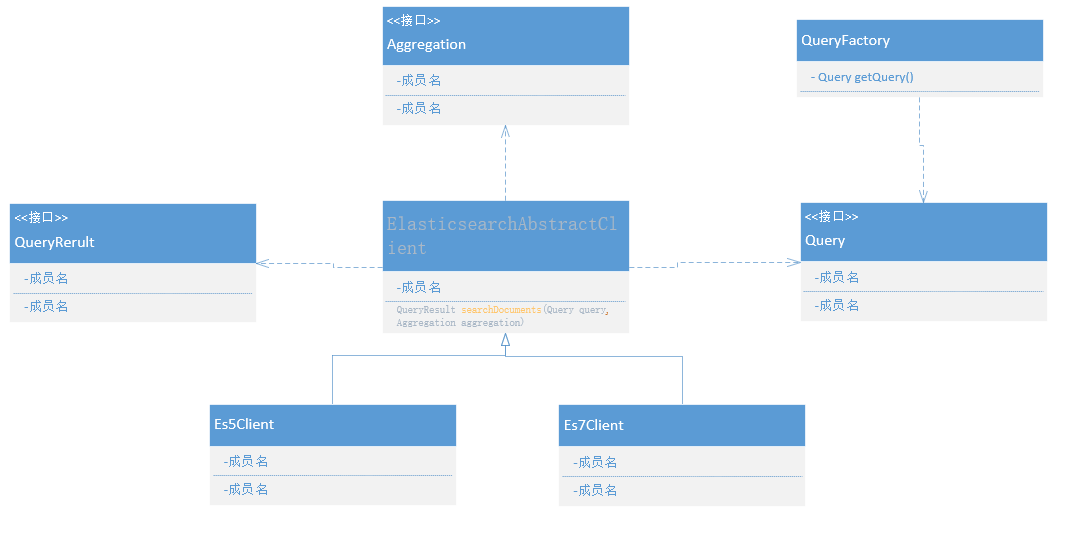 <<接口>>
Aggregation
-成员名
-成员名
QueryFactory
- Query getQuery()
<<接口>>
QueryRerult
-成员名
-成员名
ElasticsearchAbstractCl
ient
-成员名
QueryResult searchDocuments(Query query,
Aggregation aggregation)
<<接口>>
Query
-成员名
-成员名
Es5Client
-成员名
-成员名
Es7Client
-成员名
-成员名